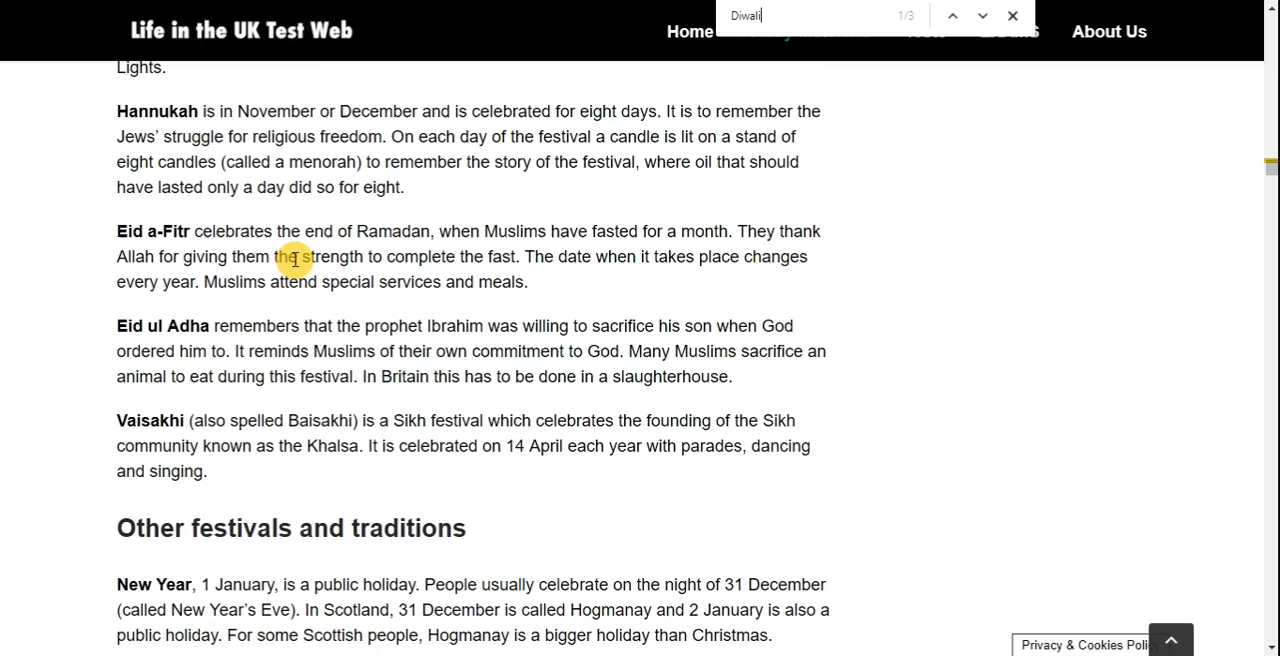 Life in the UK Test Web
Diwali
1/3
Home
About Us
Lights.
Hannukah is in November or December and is celebrated for eight days. It is to remember the
Jews’ struggle for religious freedom. On each day of the festival a candle is lit on a stand of
eight candles (called a menorah) to remember the story of the festival, where oil that should
have lasted only a day did so for eight.
Eid a-Fitr celebrates the end of Ramadan, when Muslims have fasted for a month. They thank
Allah for giving them the strength to complete the fast. The date when it takes place changes
every year. Muslims attend special services and meals.
Eid ul Adha remembers that the prophet Ibrahim was willing to sacrifice his son when God
ordered him to. It reminds Muslims of their own commitment to God. Many Muslims sacrifice an
animal to eat during this festival. In Britain this has to be done in a slaughterhouse.
Vaisakhi (also spelled Baisakhi) is a Sikh festival which celebrates the founding of the Sikh
community known as the Khalsa. It is celebrated on 14 April each year with parades, dancing
and singing.
Other festivals and traditions
New Year, 1 January, is a public holiday. People usually celebrate on the night of 31 December
(called New Year’s Eve). In Scotland, 31 December is called Hogmanay and 2 January is also a
public holiday. For some Scottish people, Hogmanay is a bigger holiday than Christmas.
Privacy & Cookies